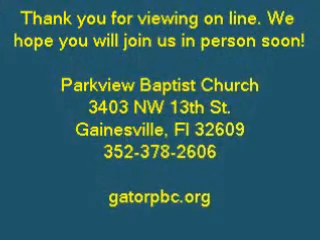 Thank you for viewing on line. We
hope you will join us in person soon!
Parkview Baptist Church
3403 NW 13th St.
Gainesville, Fl 32609
352-378-2606
gatorpbc.org